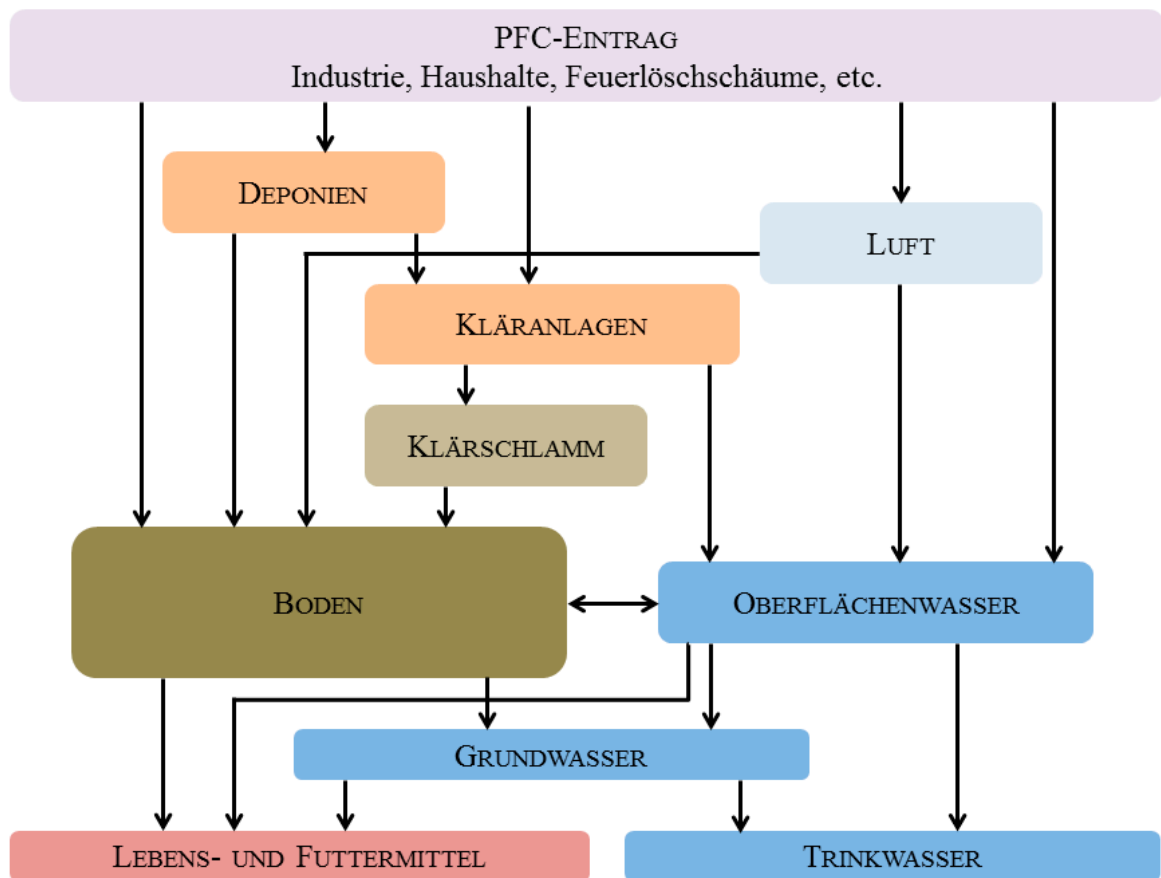 PFC-EINTRAG
Industrie, Haushalte, Feuerlöschschäume, etc.
DEPONIEN
LUFT
KLÄRANLAGEN
KLÄRSCHLAMM
BODEN
OBERFLÄCHENWASSER
GRUNDWASSER
LEBENS- UND FUTTERMITTEL
TRINKWASSER